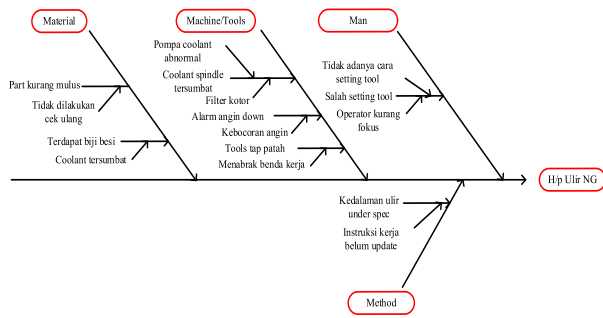 Material
Machine/Tools
Man
Pompa coolant
abnormal
Coolant spindle
tersumbat
Filter kotor
Alarm angin down
Kebocoran angin
Tools tap patah
Menabrak benda kerja
Part kurang mulus
Tidak dilakukan
cek ulang
Terdapat biji besi
Coolant tersumbat
Tidak adanya cara
setting tool
Salah setting tool
Operator kurang
fokus
H/p Ulir NG
Kedalaman ulir
under spec
Instruksi kerja
belum update
Method